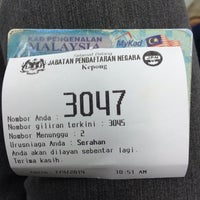 KAD PENGENALAN
MALAYSIA
MyKad
JABATAN PENDAFTARAN NEGARA
Kepong
3047
Nombor Anda :
Nombor giliran terkini : 3045
Nombor Menunggu : 2
Urusniaga Anda : Serahan
Anda akan dilayan sebentar lagi.
Terima kasih.
10:51 AM